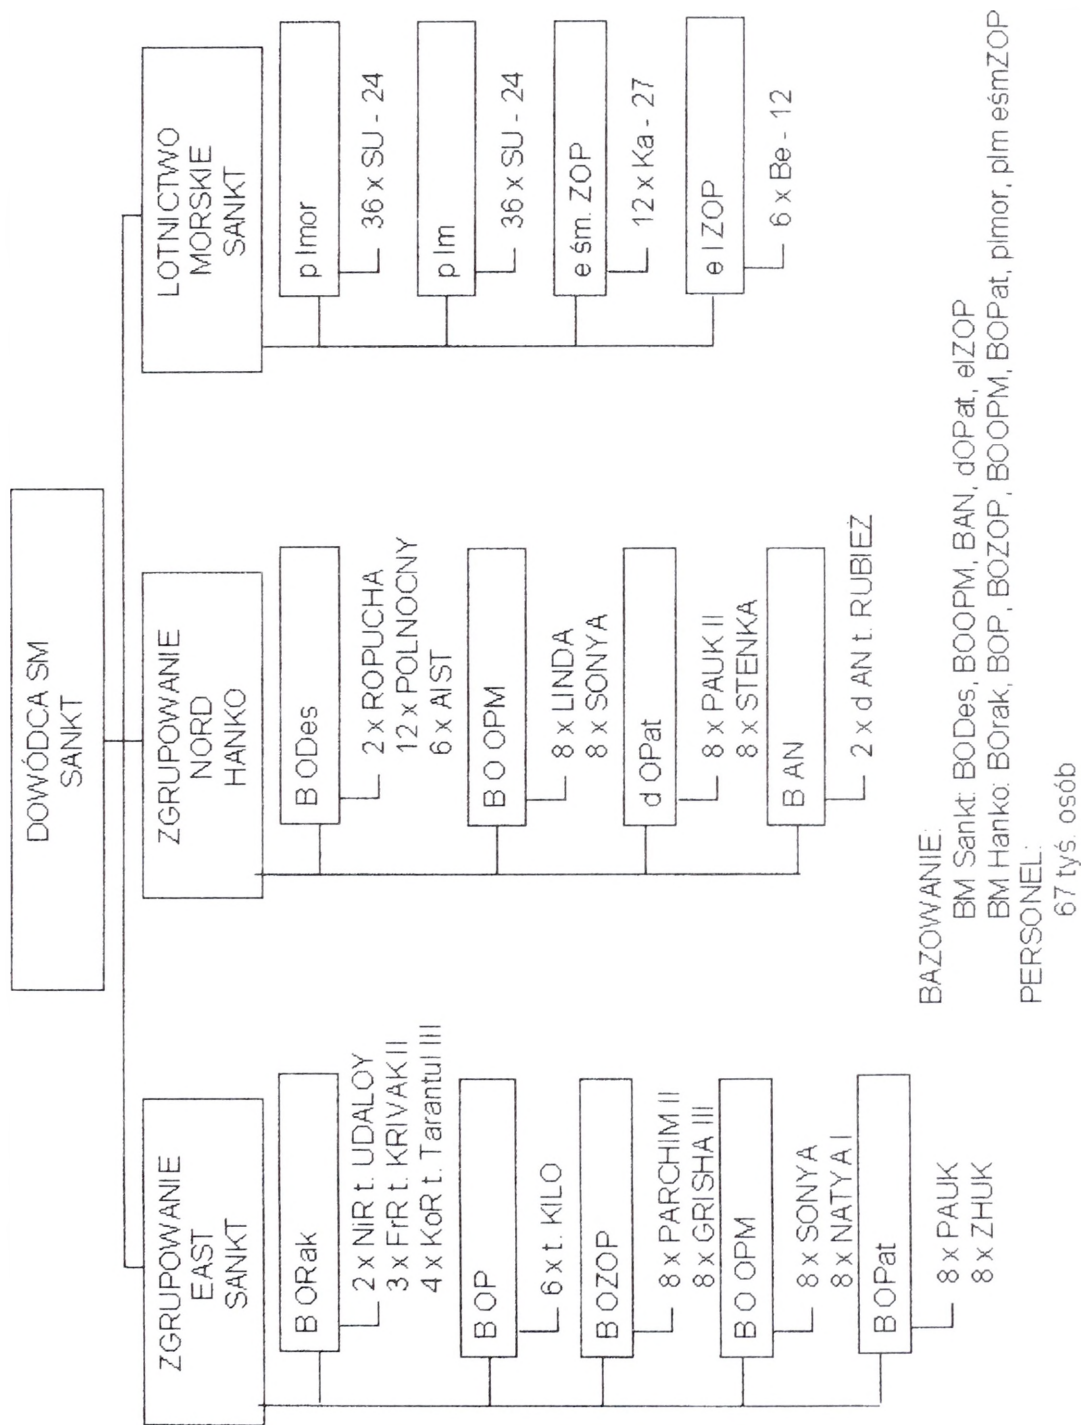 DOWÓDCA SM
SANKT
ZGRUPOWANIE
EAST
SANKT
B ORak
2 x NiR t. UDALOY
3 x FrR t. KRIVAK II
4 x KoR t. Tarantul III
B OP
6 x t. KILO
B OZOP
8 x PARCHIM II
8 x GRISHA III
B O OPM
8 x SONYA
8 x NATYA I
B OPat
8 x PAUK
8 x ZHUK
ZGRUPOWANIE
NORD
HANKO
B ODes
2 x ROPUCHA
12 x POLNOCNY
6 x AIST
B O OPM
8 x LINDA
8 x SONYA
d OPat
8 x PAUK II
8 x STENKA
B AN
2 x d AN t. RUBIEŻ
LOTNICTWO
MORSKIE
SANKT
p lmor
36 x SU - 24
p lm
36 x SU - 24
e śm. ZOP
12 x Ka - 27
e l ZOP
6 x Be - 12
BAZOWANIE:
BM Sankt: BODes, BOOPM, BAN, dOPat, elZOP
BM Hanko: BOrak, BOP, BOZOP, BOOPM, BOPat, plmor, plm eśmZOP
PERSONEL:
67 tyś. osób